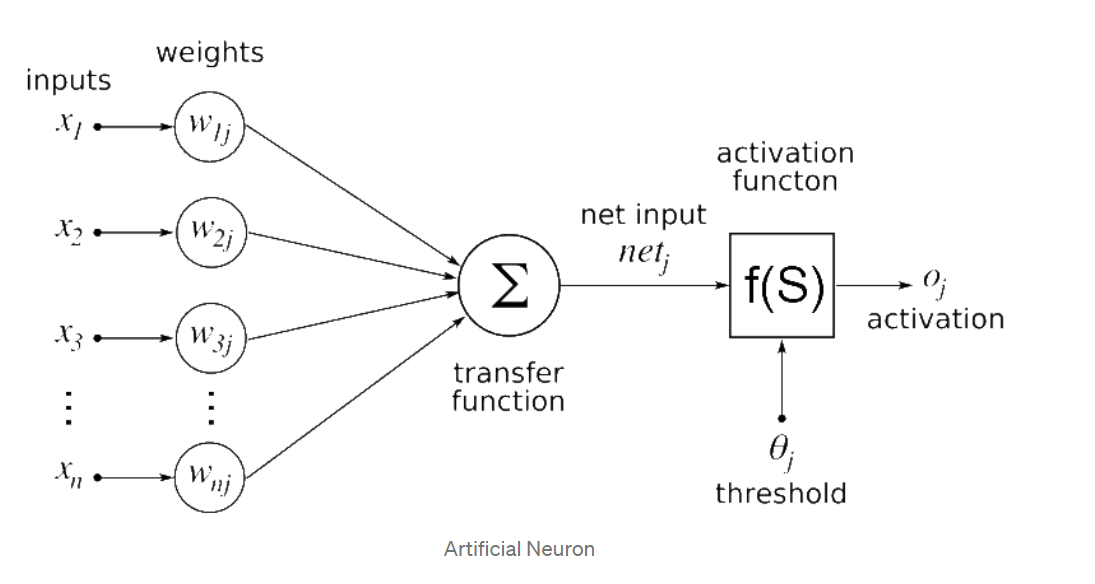 weights
inputs
x1
w1j
x2
w2j
x3
w3j
⋮
⋮
xn
wnj
Σ
transfer
function
net input
netj
activation
functon
f(S)
oj
activation
θj
threshold
Artificial Neuron